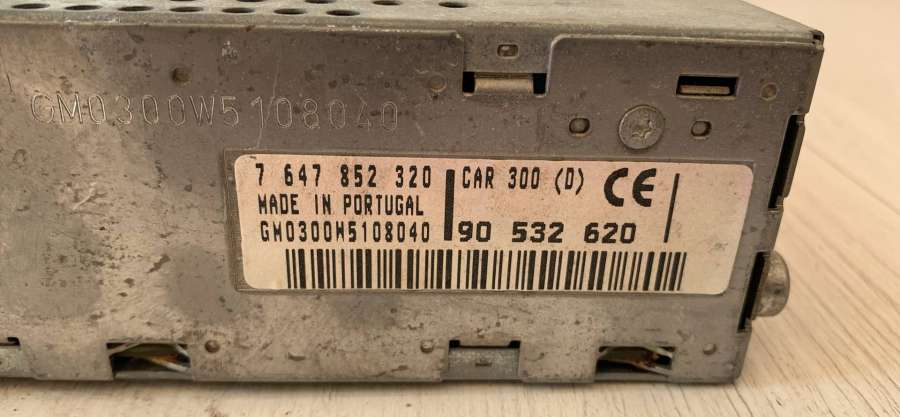 GM0300W5108040
7 647 852 320
CAR 300 (D) CE
MADE IN PORTUGAL
GM0300W5108040
90 532 620